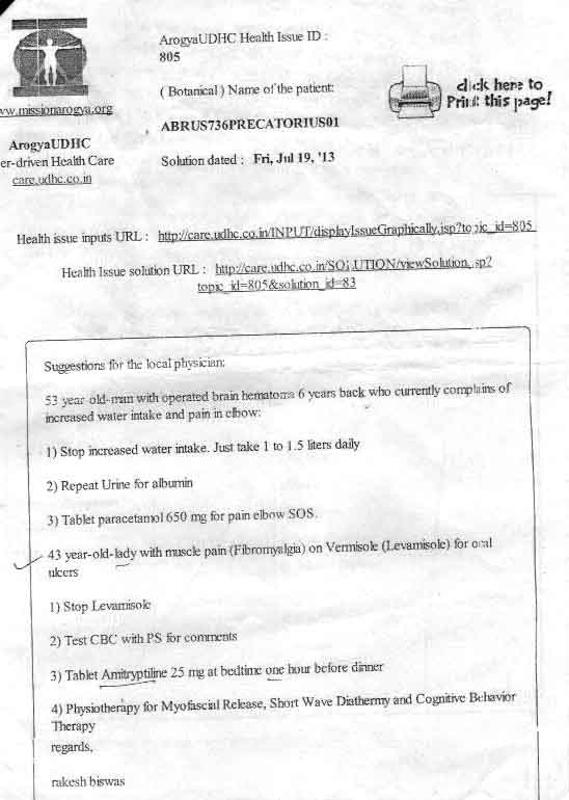 ArogyaUDHC Health Issue ID :
805
( Botanical ) Name of the patient:
ABRUS736PRECATORIUS01
Solution dated : Fri, Jul 19, '13
ww.missionarogya.org
ArogyaUDHC
er-driven Health Care
care.udhc.co.in
click here to
Print this page!
Health issue inputs URL : http://care.udhc.co.in/INPUT/displayIssueGraphically.jsp?topic_id=805
Health Issue solution URL : http://care.udhc.co.in/SOLUTION/viewSolution.jsp?
topic_id=805&solution_id=83
Suggestions for the local physician:
53 year-old-man with operated brain hematoma 6 years back who currently complains of
increased water intake and pain in elbow:
1) Stop increased water intake. Just take 1 to 1.5 liters daily
2) Repeat Urine for albumin
3) Tablet paracetamol 650 mg for pain elbow SOS.
43 year-old-lady with muscle pain (Fibromyalgia) on Vermisole (Levamisole) for oral
ulcers
1) Stop Levamisole
2) Test CBC with PS for comments
3) Tablet Amitryptiline 25 mg at bedtime one hour before dinner
4) Physiotherapy for Myofascial Release, Short Wave Diathermy and Cognitive Behavior
Therapy
regards,
rakesh biswas